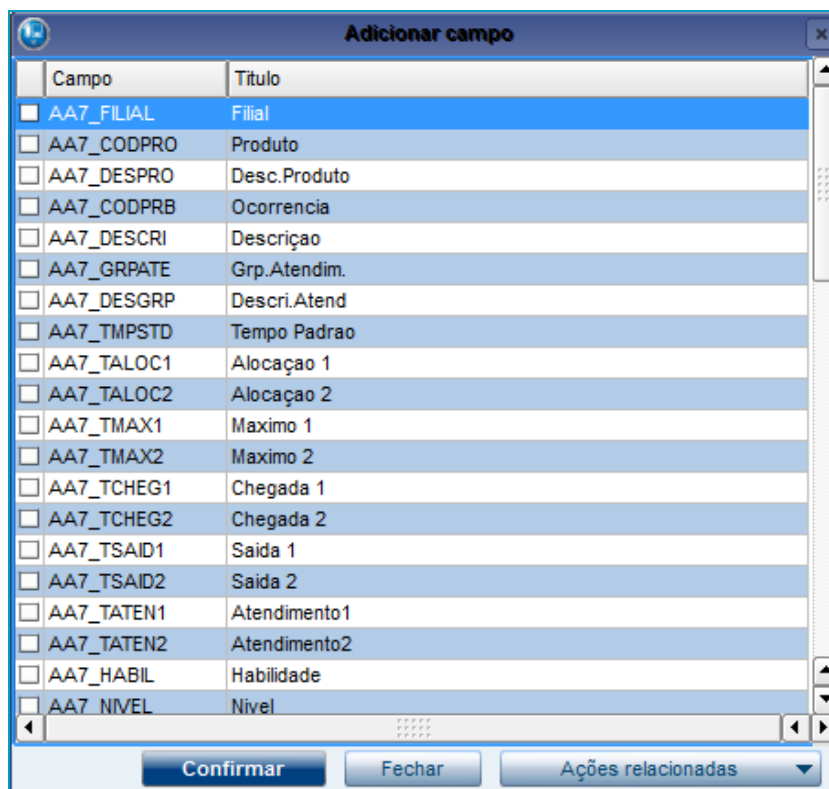 Adicionar campo
Campo Titulo
AA7_FILIAL Filial
AA7_CODPRO Produto
AA7_DESPRO Desc.Produto
AA7_CODPRB Ocorrencia
AA7_DESCRI Descriçao
AA7_GRPATE Grp.Atendim.
AA7_DESGRP Descri.Atend
AA7_TMPSTD Tempo Padrao
AA7_TALOC1 Alocaçao 1
AA7_TALOC2 Alocaçao 2
AA7_TMAX1 Maximo 1
AA7_TMAX2 Maximo 2
AA7_TCHEG1 Chegada 1
AA7_TCHEG2 Chegada 2
AA7_TSAID1 Saida 1
AA7_TSAID2 Saida 2
AA7_TATEN1 Atendimento1
AA7_TATEN2 Atendimento2
AA7_HABIL Habilidade
AA7_NIVEL Nivel
Confirmar Fechar Ações relacionadas